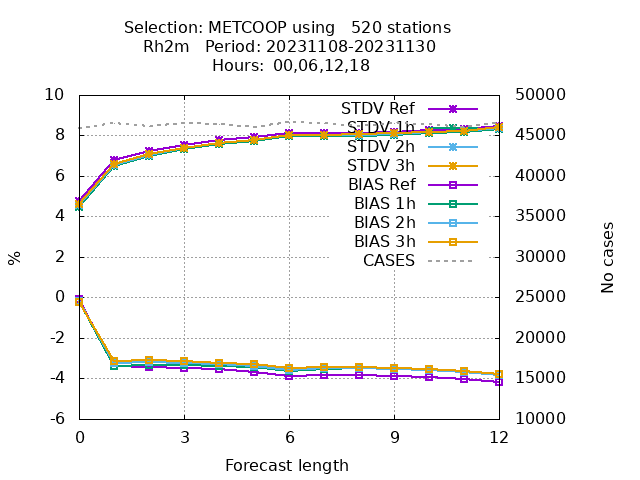 Selection: METCOOP using   520 stations
Rh2m   Period: 20231108-20231130
Hours:  00,06,12,18
10
8
6
4
2
0
-2
-4
-6
%
50000
45000
40000
35000
30000
25000
20000
15000
10000
No cases
STDV Ref
STDV 1h
STDV 2h
STDV 3h
BIAS Ref
BIAS 1h
BIAS 2h
BIAS 3h
CASES
0 3 6 9 12
Forecast length